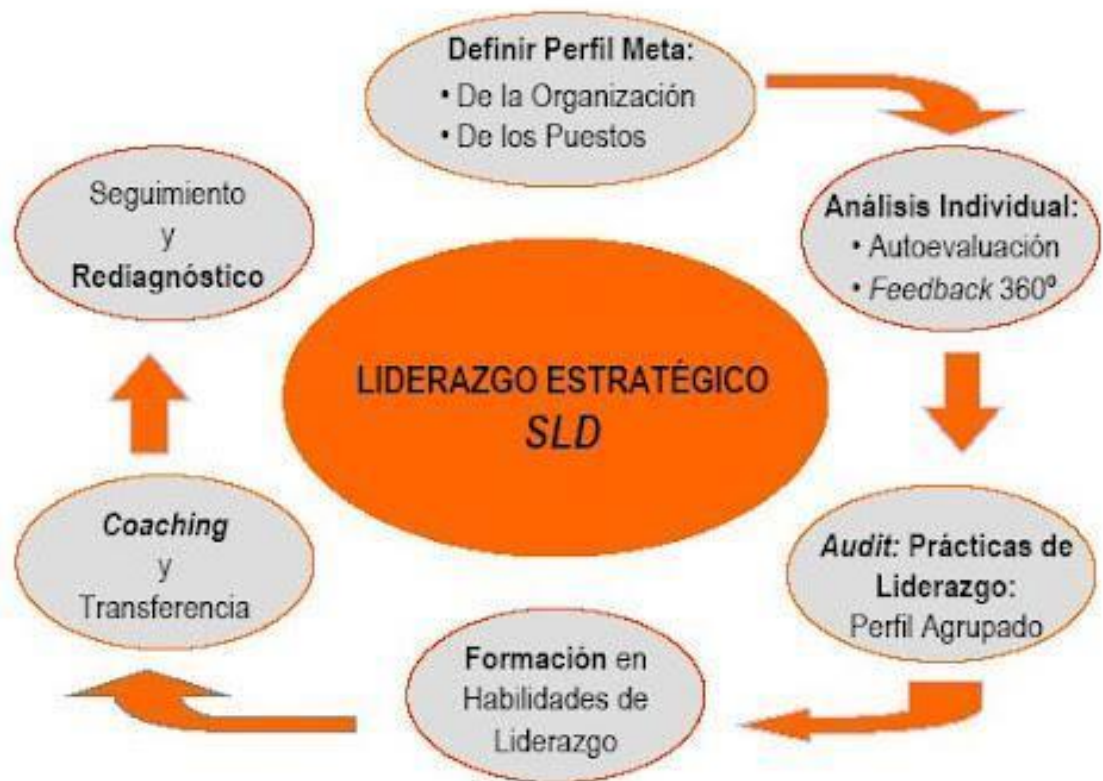 Definir Perfil Meta:
• De la Organización
• De los Puestos
Análisis Individual:
• Autoevaluación
• Feedback 360º
Audit: Prácticas de
Liderazgo:
Perfil Agrupado
Formación en
Habilidades de
Liderazgo
Coaching
y
Transferencia
Seguimiento
y
Rediagnóstico
LIDERAZGO ESTRATÉGICO
SLD